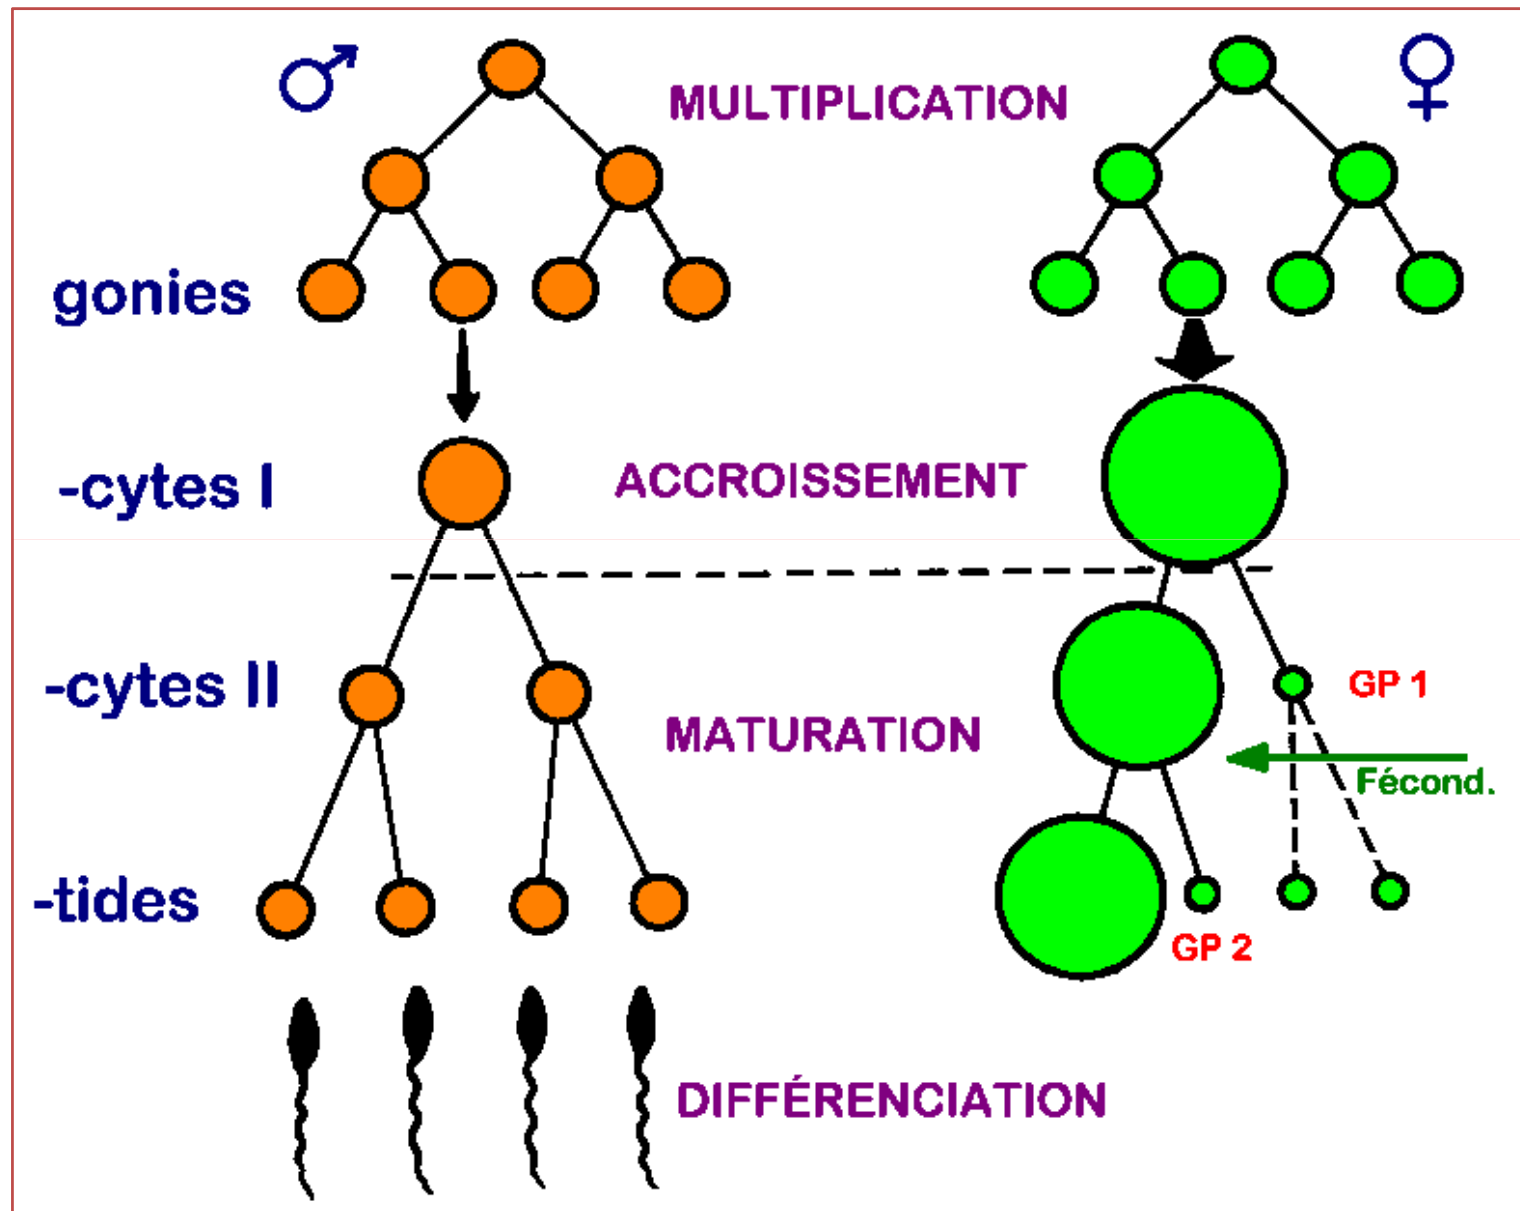 MULTIPLICATION
gonies
-cytes I
ACCROISSEMENT
-cytes II
GP 1
MATURATION
Fécond.
-tides
GP 2
DIFFÉRENCIATION